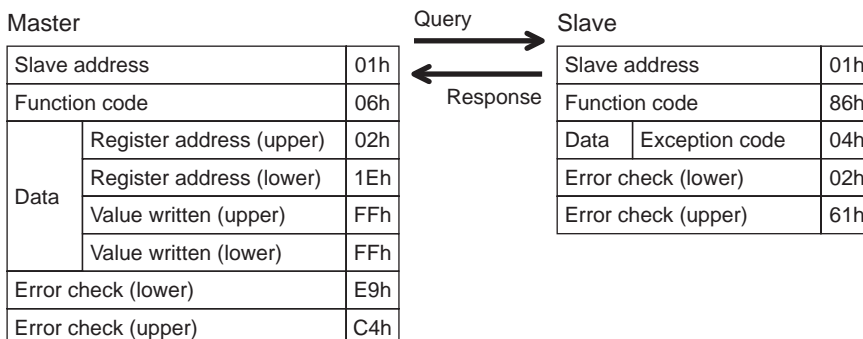 Master
Query
Slave
Slave address 01h
Function code 06h
Data
Register address (upper) 02h
Register address (lower) 1Eh
Value written (upper) FFh
Value written (lower) FFh
Error check (lower) E9h
Error check (upper) C4h
Response
Slave address 01h
Function code 86h
Data Exception code 04h
Error check (lower) 02h
Error check (upper) 61h